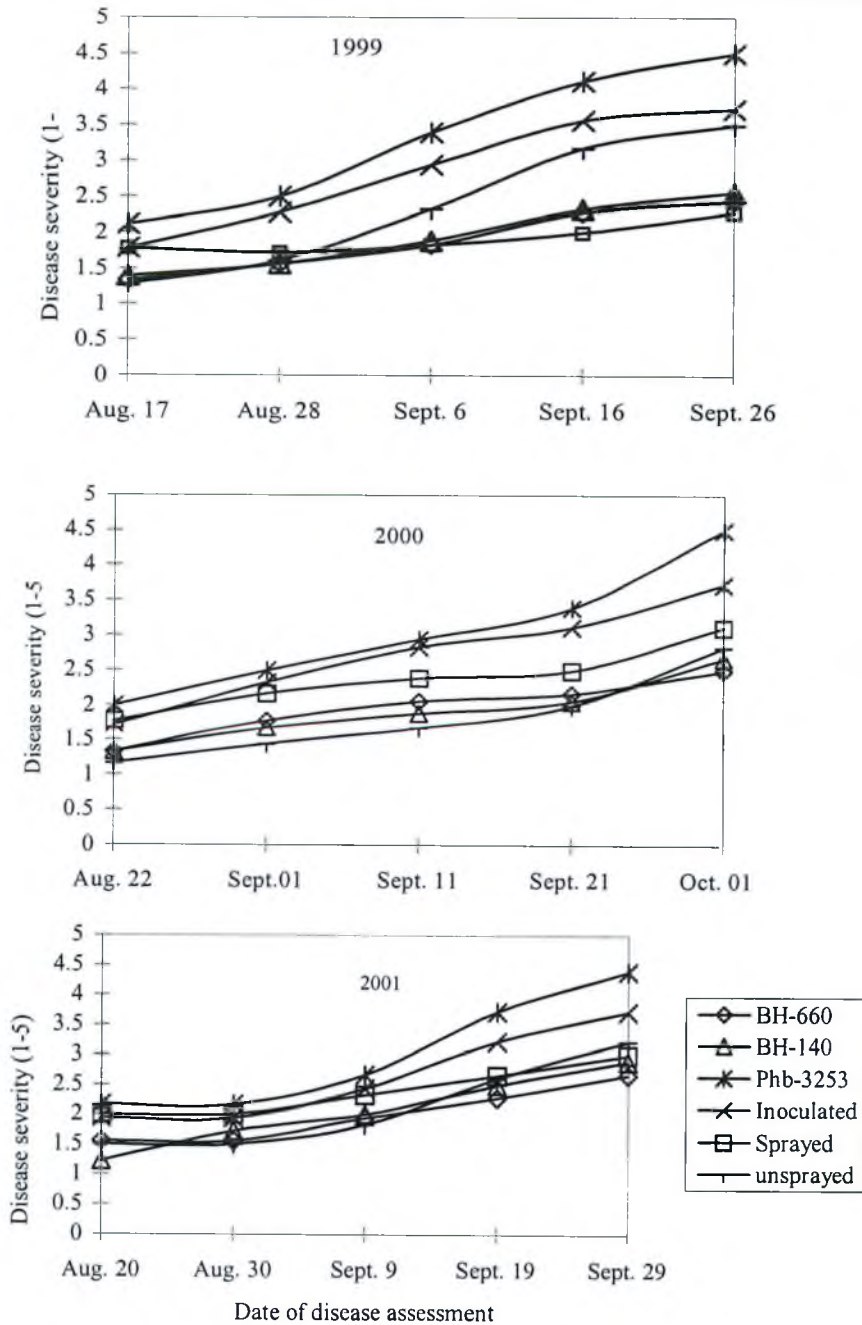 1999
Disease severity (1-
5
4.5
4
3.5
3
2.5
2
1.5
1
0.5
0
Aug. 17 Aug. 28 Sept. 6 Sept. 16 Sept. 26
2000
Disease severity (1-5
5
4.5
4
3.5
3
2.5
2
1.5
1
0.5
0
Aug. 22 Sept.01 Sept. 11 Sept. 21 Oct. 01
2001
Disease severity (1-5)
5
4.5
4
3.5
3
2.5
2
1.5
1
0.5
0
Aug. 20 Aug. 30 Sept. 9 Sept. 19 Sept. 29
Date of disease assessment
BH-660
BH-140
Phb-3253
Inoculated
Sprayed
unsprayed